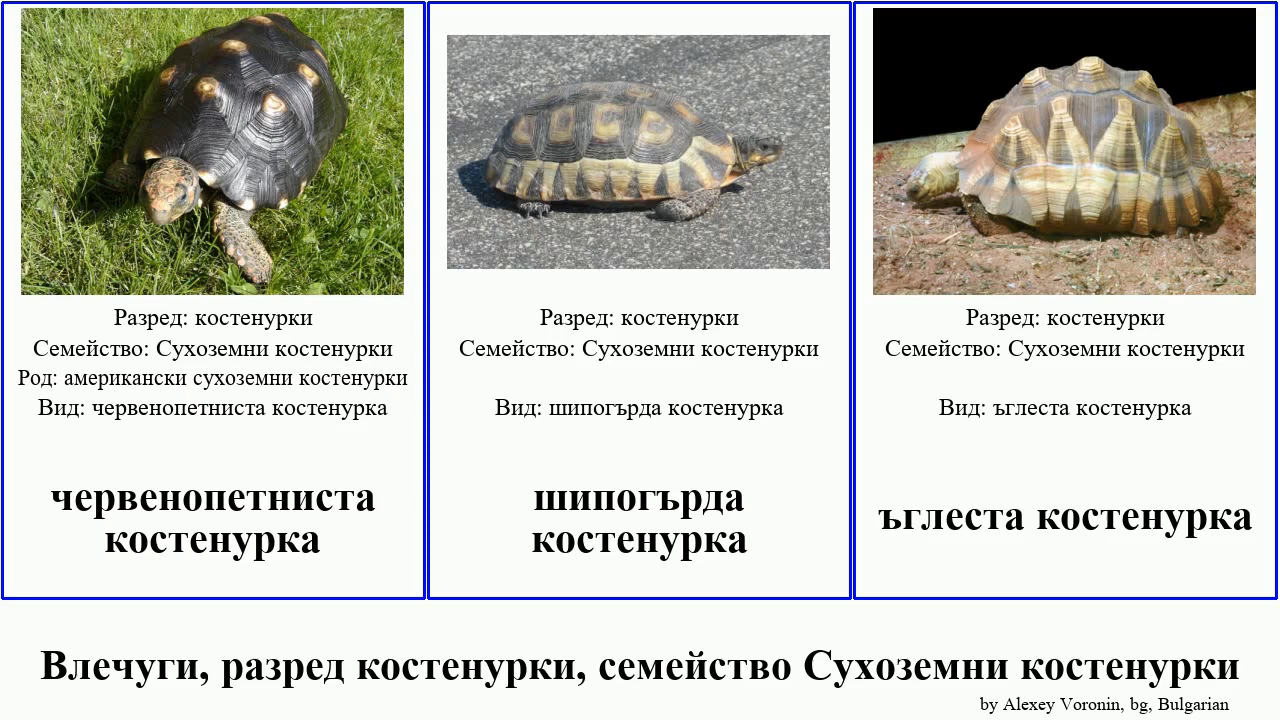 Разред: костенурки
Семейство: Сухоземни костенурки
Род: американски сухоземни костенурки
Вид: червенопетниста костенурка
червенопетниста
костенурка
Разред: костенурки
Семейство: Сухоземни костенурки
Вид: шипогърда костенурка
шипогърда
костенурка
Разред: костенурки
Семейство: Сухоземни костенурки
Вид: ъглеста костенурка
ъглеста костенурка
Влечуги, разред костенурки, семейство Сухоземни костенурки
by Alexey Voronin, bg, Bulgarian